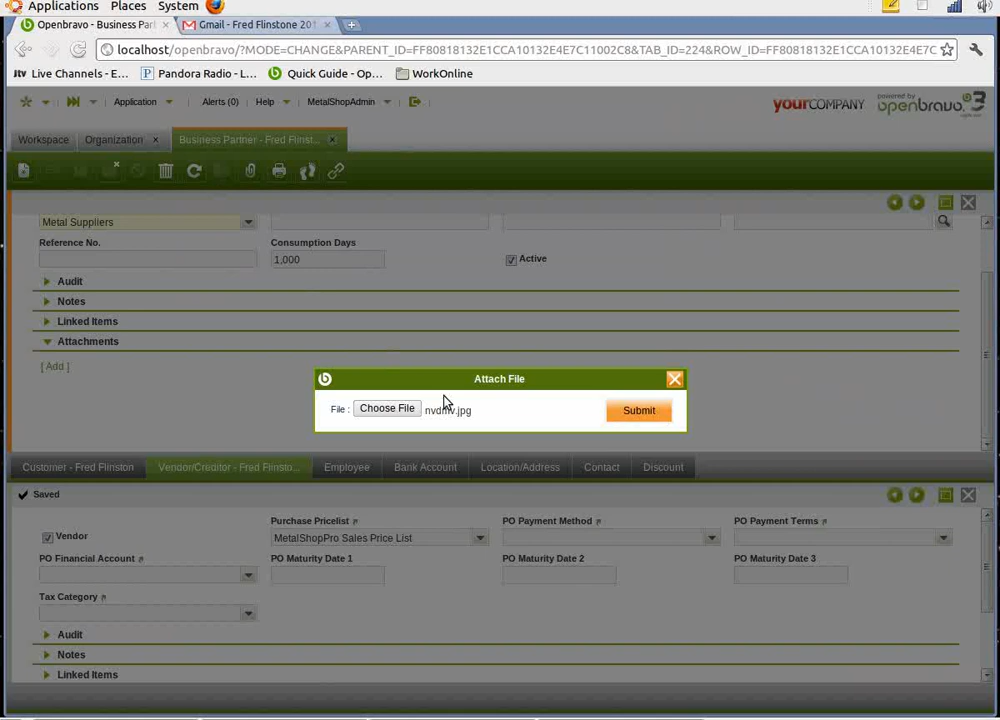 Applications Places System
Openbravo - Business Part
Gmail - Fred Flinstone 201
localhost/openbravo/?MODE=CHANGE&PARENT_ID=FF80818132E1CCA10132E4E7C11002C8&TAB_ID=224&ROW_ID=FF80818132E1CCA10132E4E7C
Live Channels - E...
Pandora Radio - L...
Quick Guide - Op...
WorkOnline
Application
Alerts (0)
Help
MetalShopAdmin
yourCOMPANY
powered by
openbravo 3
Workspace
Organization
Business Partner - Fred Flinst...
Metal Suppliers
Reference No.
Consumption Days
1,000
Active
Audit
Notes
Linked Items
Attachments
[ Add ]
Attach File
File :
Choose File
Submit
Customer - Fred Flinston
Vendor/Creditor - Fred Flinsto...
Employee
Bank Account
Location/Address
Contact
Discount
Saved
Vendor
Purchase Pricelist
MetalShopPro Sales Price List
PO Payment Method
PO Payment Terms
PO Financial Account
PO Maturity Date 1
PO Maturity Date 2
PO Maturity Date 3
Tax Category
Audit
Notes
Linked Items